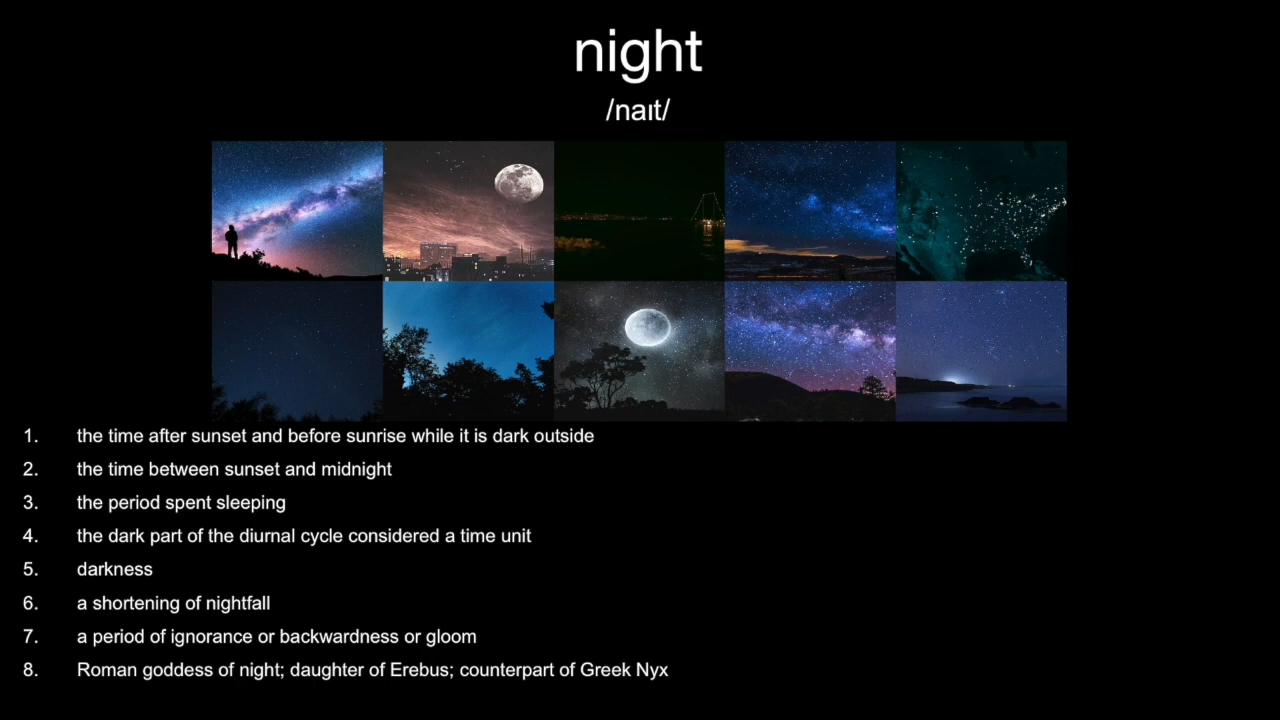 night
/naɪt/
1. the time after sunset and before sunrise while it is dark outside
2. the time between sunset and midnight
3. the period spent sleeping
4. the dark part of the diurnal cycle considered a time unit
5. darkness
6. a shortening of nightfall
7. a period of ignorance or backwardness or gloom
8. Roman goddess of night; daughter of Erebus; counterpart of Greek Nyx